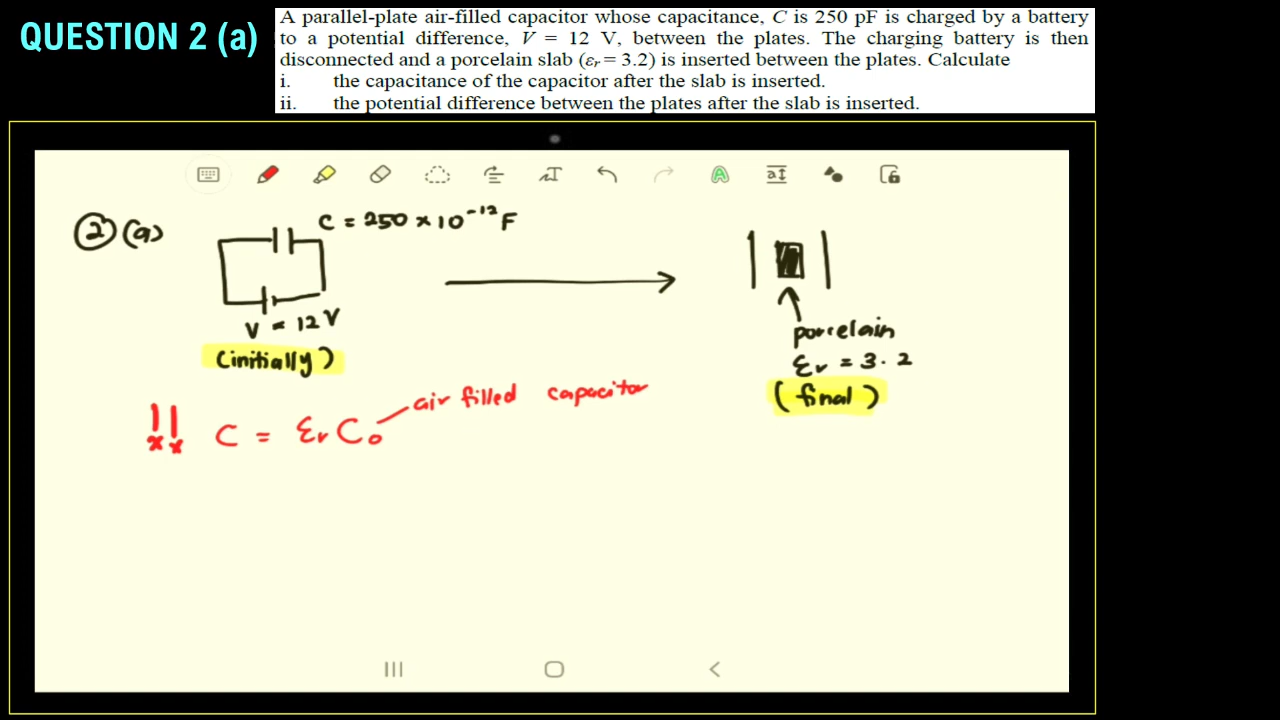 QUESTION 2 (a)
A parallel-plate air-filled capacitor whose capacitance, C is 250 pF is charged by a battery
to a potential difference, V = 12 V, between the plates. The charging battery is then
disconnected and a porcelain slab (εr = 3.2) is inserted between the plates. Calculate
i. the capacitance of the capacitor after the slab is inserted.
ii. the potential difference between the plates after the slab is inserted.
2 (a)
C = 250 × 10⁻¹² F
V = 12 V
(initially)
porcelain
εr = 3.2
(final)
!! C = εr C₀
air filled capacitor